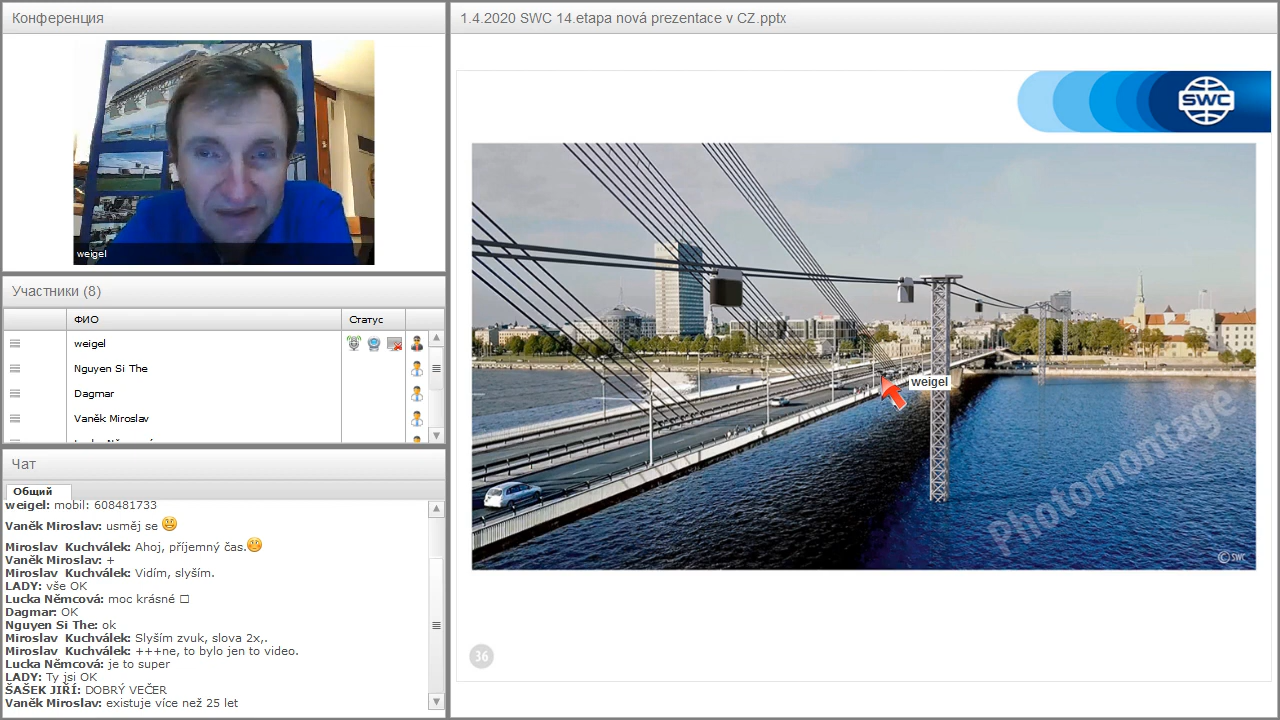 Конференция
weigel
Участники (8)
ФИО
Статус
weigel
Nguyen Si The
Dagmar
Vaněk Miroslav
Чат
Общий
weigel: mobil: 608481733
Vaněk Miroslav: usměj se
Miroslav Kuchválek: Ahoj, příjemný čas.
Vaněk Miroslav: +
Miroslav Kuchválek: Vidím, slyším.
LADY: vše OK
Lucka Němcová: moc krásné □
Dagmar: OK
Nguyen Si The: ok
Miroslav Kuchválek: Slyším zvuk, slova 2x,.
Miroslav Kuchválek: +++ne, to bylo jen to video.
Lucka Němcová: je to super
LADY: Ty jsi OK
ŠAŠEK JIŘÍ: DOBRÝ VEČER
Vaněk Miroslav: existuje více než 25 let
1.4.2020 SWC 14.etapa nová prezentace v CZ.pptx
SWC
weigel
Photomontage
© SWC
36